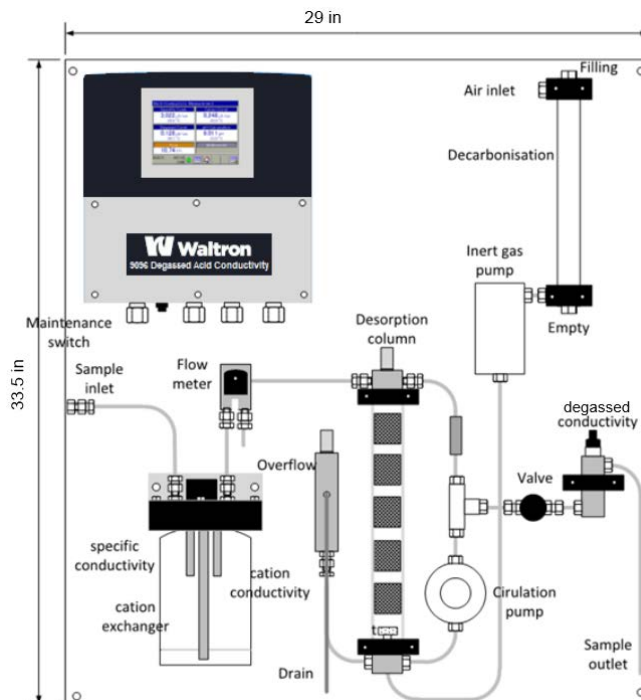 29 in
Filling
Air inlet
Decarbonisation
Waltron
9096 Degassed Acid Conductivity
Inert gas
pump
Empty
Maintenance
switch
Desorption
column
33.5 in
Sample
inlet
Flow
meter
degassed
conductivity
Overflow
Valve
specific
conductivity
cation
conductivity
cation
exchanger
Cirulation
pump
Sample
outlet
Drain